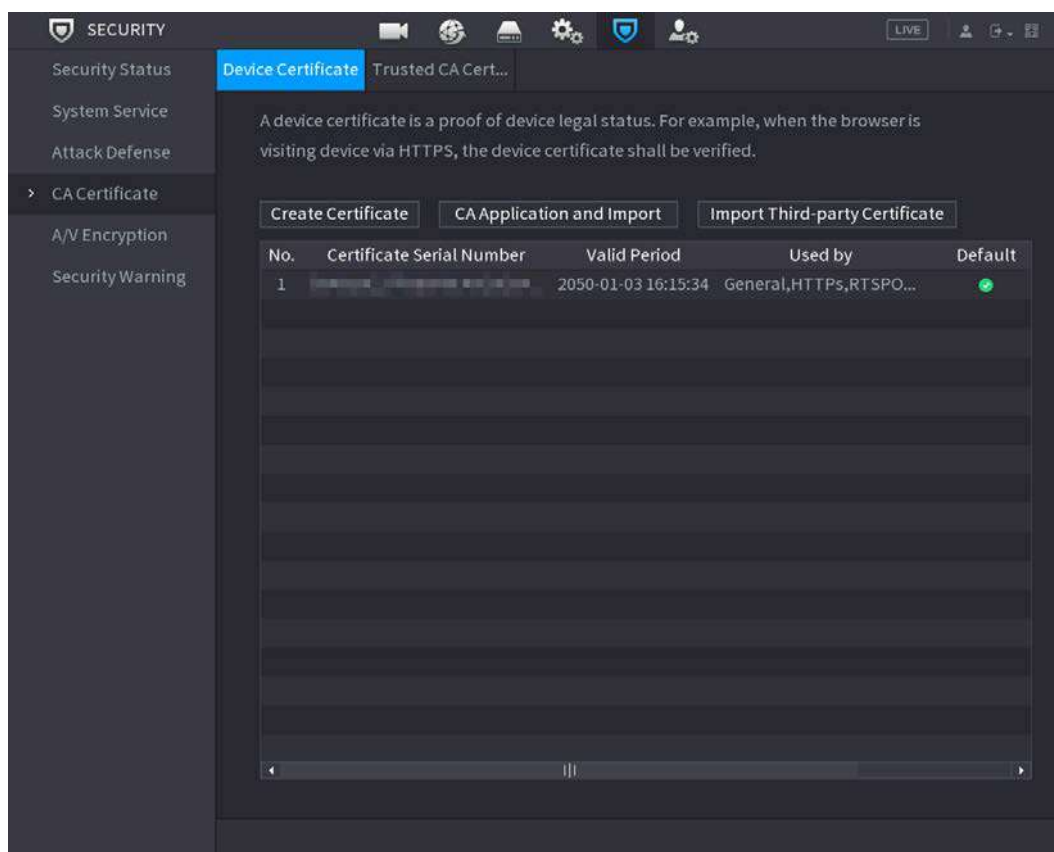 SECURITY
LIVE
Security Status
System Service
Attack Defense
CA Certificate
A/V Encryption
Security Warning
Device Certificate Trusted CA Cert...
A device certificate is a proof of device legal status. For example, when the browser is
visiting device via HTTPS, the device certificate shall be verified.
Create Certificate CA Application and Import Import Third-party Certificate
No. Certificate Serial Number Valid Period Used by Default
1 2050-01-03 16:15:34 General,HTTPs,RTSPO...